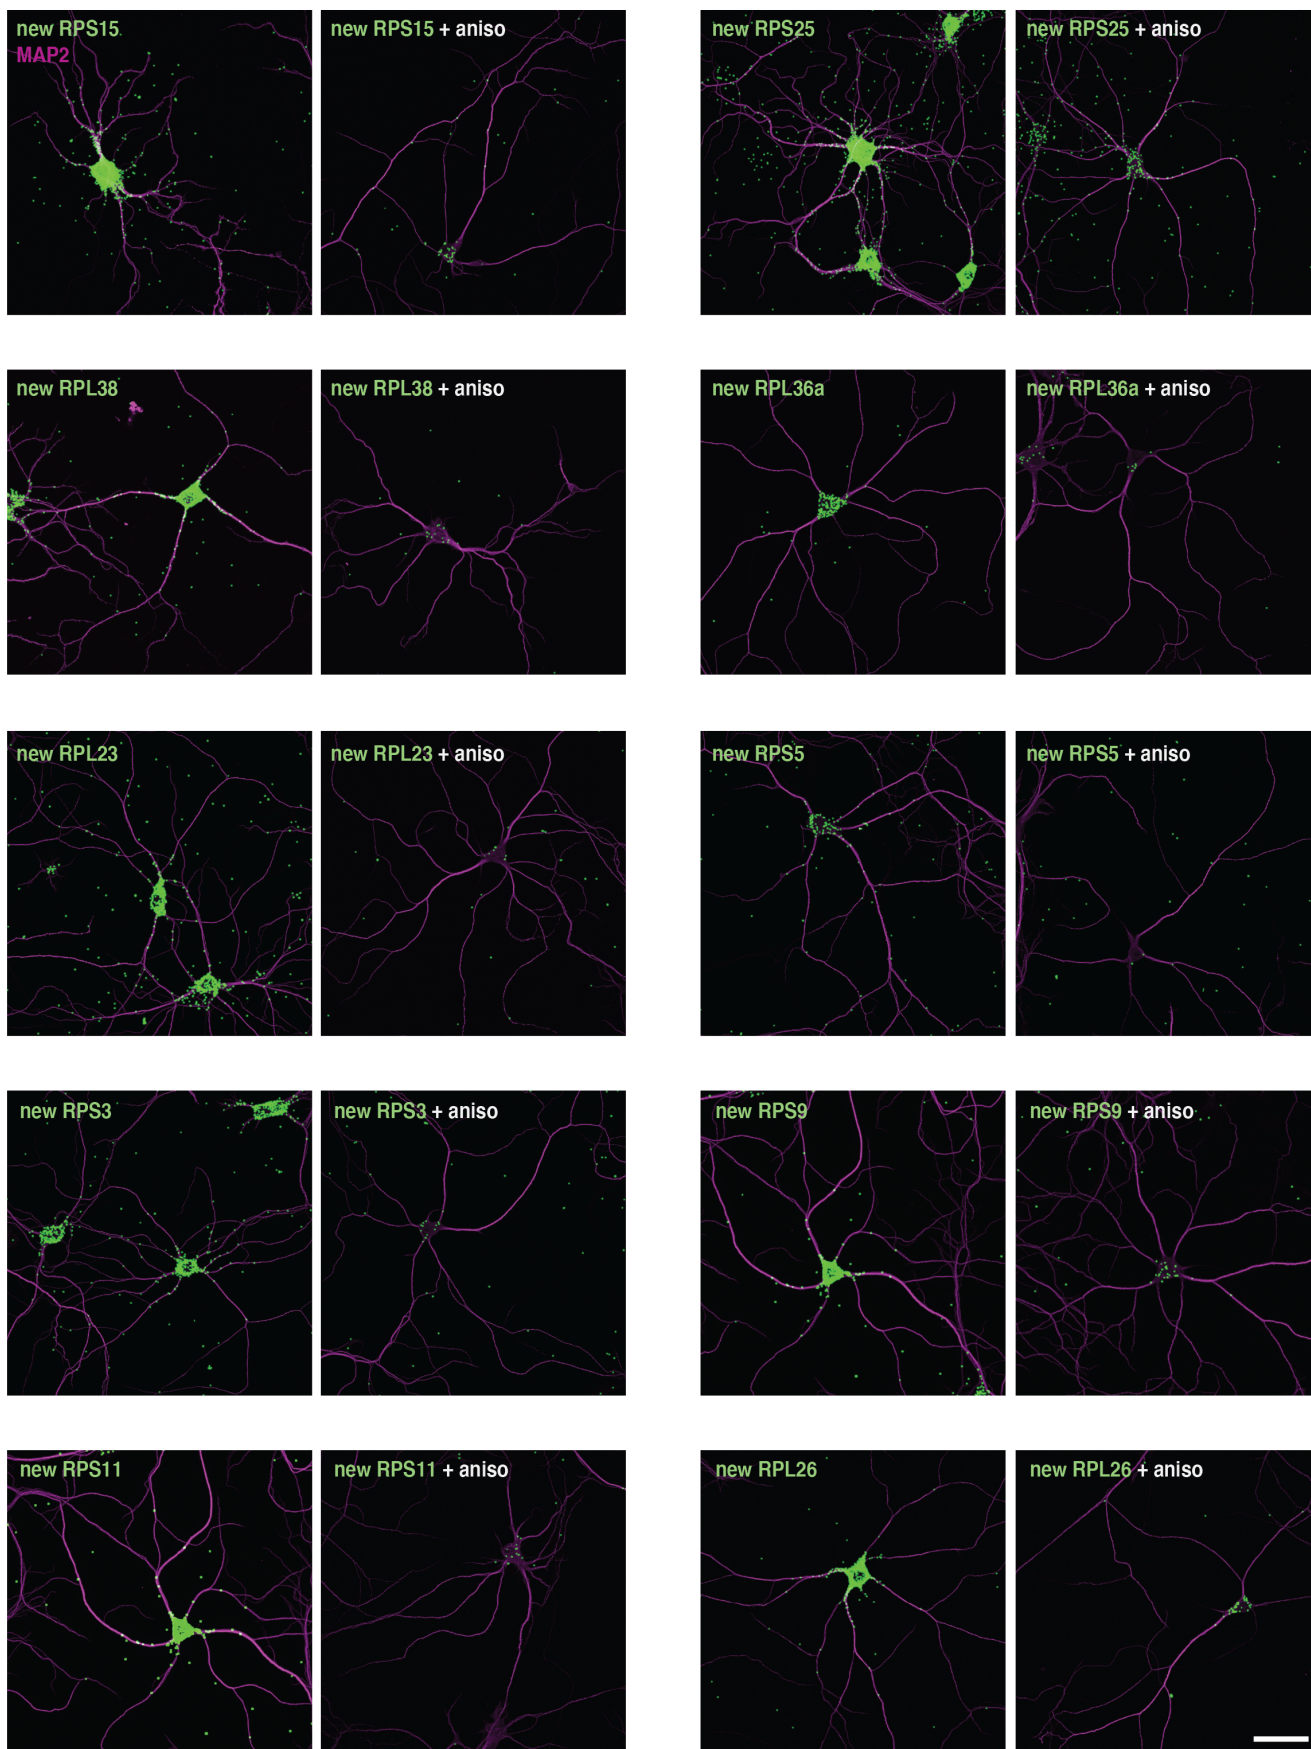 new RPS15
MAP2
new RPS15 + aniso
new RPS25
new RPS25 + aniso
new RPL38
new RPL38 + aniso
new RPL36a
new RPL36a + aniso
new RPL23
new RPL23 + aniso
new RPS5
new RPS5 + aniso
new RPS3
new RPS3 + aniso
new RPS9
new RPS9 + aniso
new RPS11
new RPS11 + aniso
new RPL26
new RPL26 + aniso